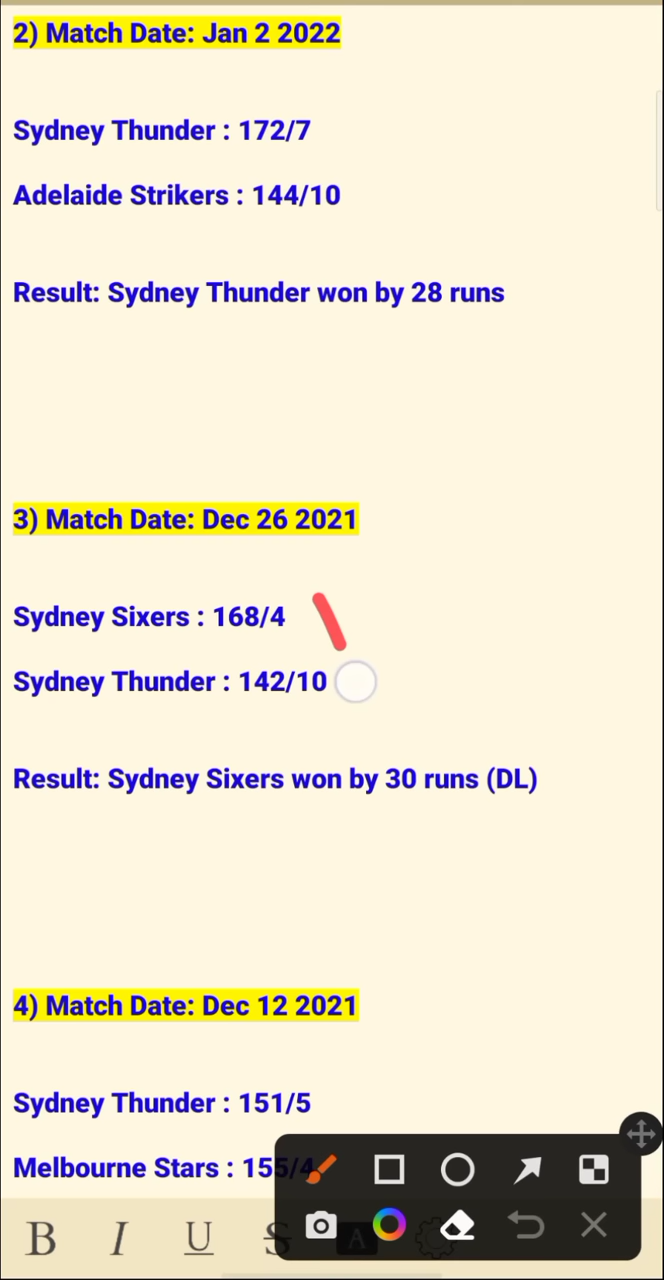 2) Match Date: Jan 2 2022
Sydney Thunder : 172/7
Adelaide Strikers : 144/10
Result: Sydney Thunder won by 28 runs
3) Match Date: Dec 26 2021
Sydney Sixers : 168/4
Sydney Thunder : 142/10
Result: Sydney Sixers won by 30 runs (DL)
4) Match Date: Dec 12 2021
Sydney Thunder : 151/5
Melbourne Stars : 155/4
B I U S A